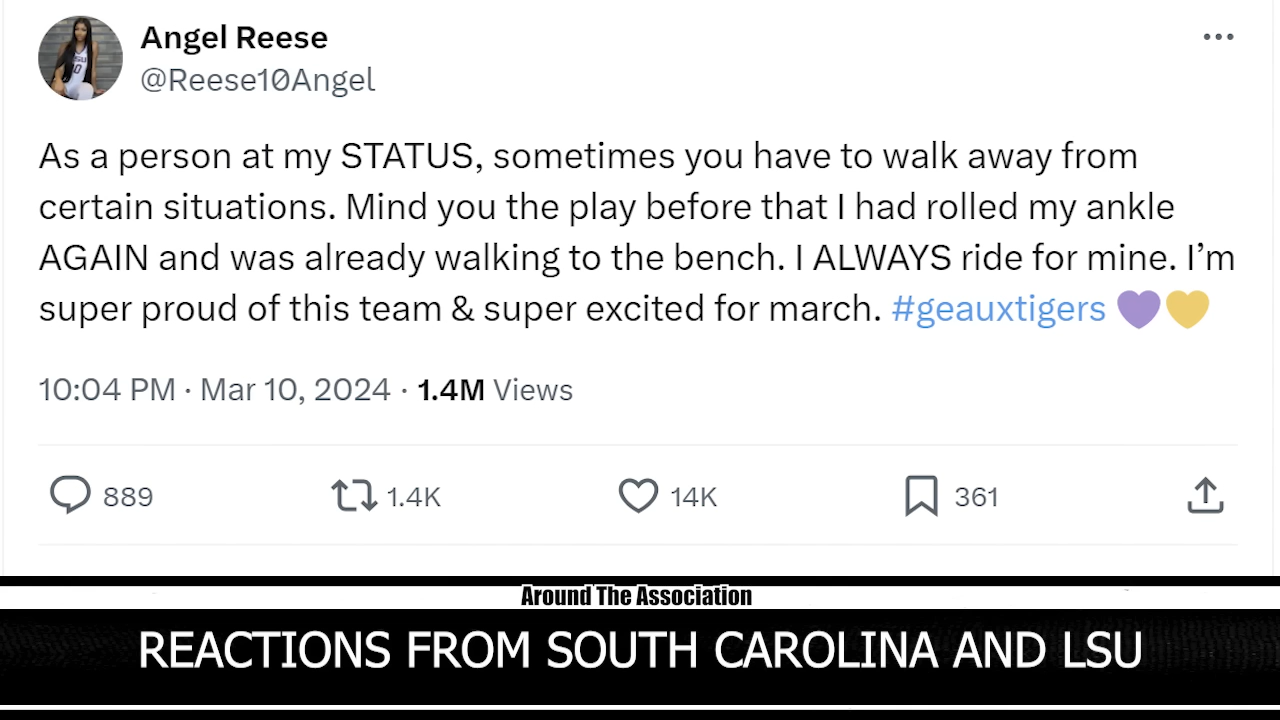 Angel Reese
@Reese10Angel
As a person at my STATUS, sometimes you have to walk away from
certain situations. Mind you the play before that I had rolled my ankle
AGAIN and was already walking to the bench. I ALWAYS ride for mine. I’m
super proud of this team & super excited for march. #geauxtigers 💜💛
10:04 PM · Mar 10, 2024 · 1.4M Views
889 1.4K 14K 361
Around The Association
REACTIONS FROM SOUTH CAROLINA AND LSU